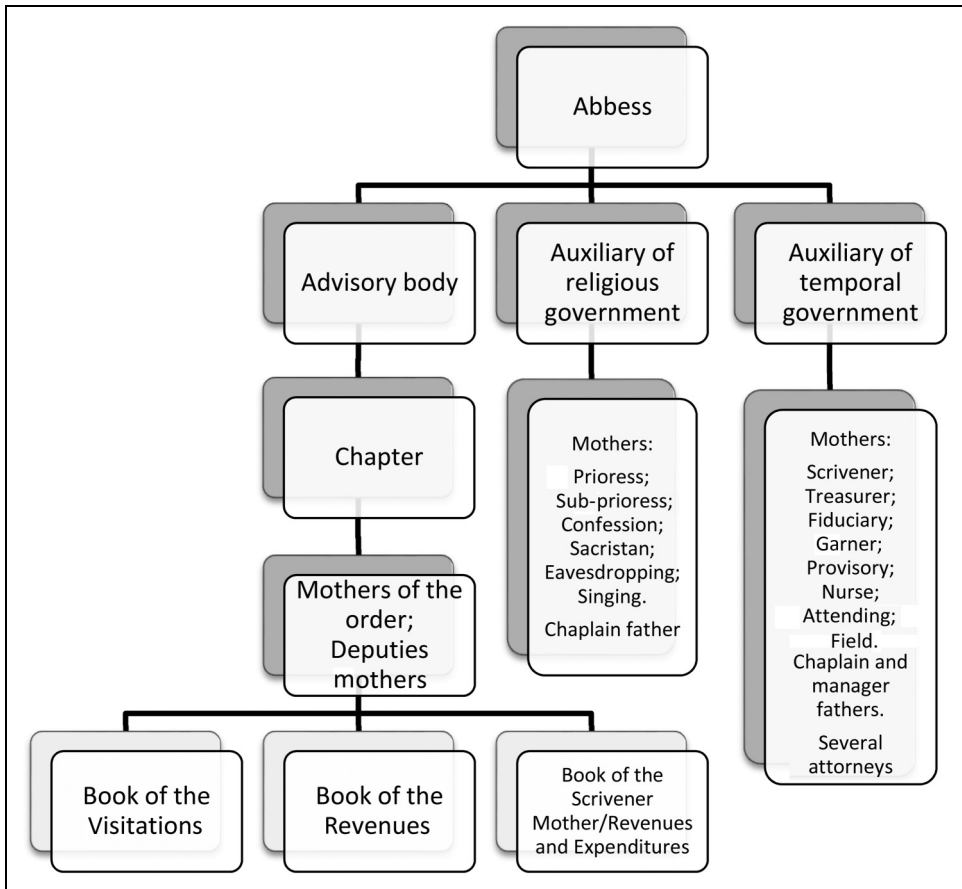 Abbess
Advisory body
Auxiliary of
religious
government
Auxiliary of
temporal
government
Chapter
Mothers of the
order;
Deputies
mothers
Mothers:
Prioress;
Sub-prioress;
Confession;
Sacristan;
Eavesdropping;
Singing.
Chaplain father
Mothers:
Scrivener;
Treasurer;
Fiduciary;
Garner;
Provisory;
Nurse;
Attending;
Field.
Chaplain and
manager
fathers.
Several
attorneys
Book of the
Visitations
Book of the
Revenues
Book of the
Scrivener
Mother/Revenues
and Expenditures